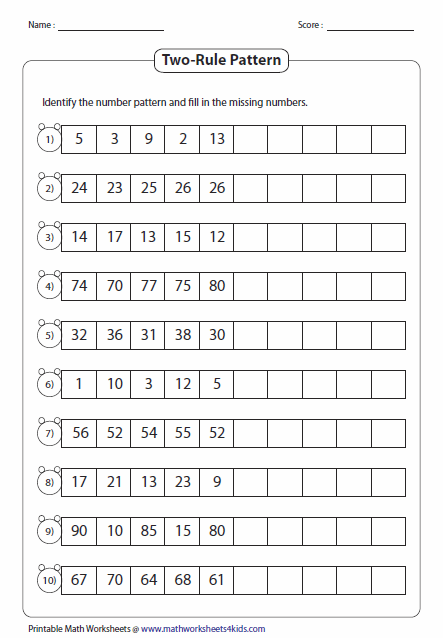 Name : Score :
Two-Rule Pattern
Identify the number pattern and fill in the missing numbers.
1) 5 3 9 2 13
2) 24 23 25 26 26
3) 14 17 13 15 12
4) 74 70 77 75 80
5) 32 36 31 38 30
6) 1 10 3 12 5
7) 56 52 54 55 52
8) 17 21 13 23 9
9) 90 10 85 15 80
10) 67 70 64 68 61
Printable Math Worksheets @ www.mathworksheets4kids.com